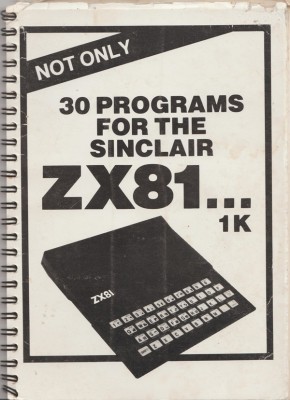 NOT ONLY
30 PROGRAMS
FOR THE
SINCLAIR
ZX81...
1K
ZX81